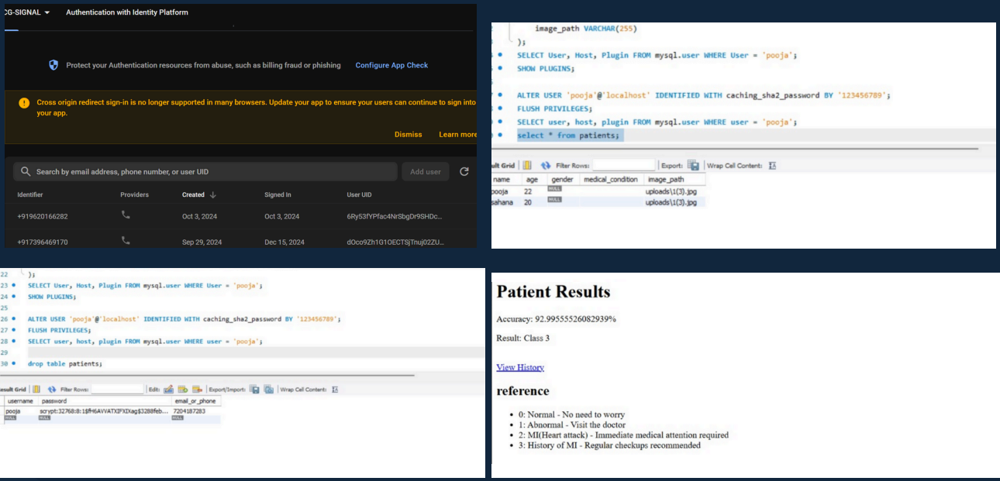 CG-SIGNAL Authentication with Identity Platform
Protect your Authentication resources from abuse, such as billing fraud or phishing Configure App Check
Cross origin redirect sign-in is no longer supported in many browsers. Update your app to ensure your users can continue to sign into
your app.
Dismiss Learn more
Search by email address, phone number, or user UID Add user
Identifier Providers Created Signed In User UID
+919620166282 Oct 3, 2024 Oct 3, 2024 6Ry53fYPfac4NrSbgDr9SHDc...
+917396469170 Sep 29, 2024 Dec 15, 2024 dOco9Zh1G1OECTSjTnuj02ZU...
image_path VARCHAR(255)
);
SELECT User, Host, Plugin FROM mysql.user WHERE User = 'pooja';
SHOW PLUGINS;
ALTER USER 'pooja'@'localhost' IDENTIFIED WITH caching_sha2_password BY '123456789';
FLUSH PRIVILEGES;
SELECT user, host, plugin FROM mysql.user WHERE user = 'pooja';
select * from patients;
ult Grid Filter Rows: Export: Wrap Cell Content:
name age gender medical_condition image_path
pooja 22 NULL uploads\1(3).jpg
sahana 20 NULL uploads\1(3).jpg
22 );
23 SELECT User, Host, Plugin FROM mysql.user WHERE User = 'pooja';
24 SHOW PLUGINS;
25
26 ALTER USER 'pooja'@'localhost' IDENTIFIED WITH caching_sha2_password BY '123456789';
27 FLUSH PRIVILEGES;
28 SELECT user, host, plugin FROM mysql.user WHERE user = 'pooja';
29
30 drop table patients;
esult Grid Filter Rows: Edit: Export/Import: Wrap Cell Content:
username password email_or_phone
pooja 7204187283
NULL NULL NULL
Patient Results
Accuracy: 92.99555526082939%
Result: Class 3
View History
reference
• 0: Normal - No need to worry
• 1: Abnormal - Visit the doctor
• 2: MI(Heart attack) - Immediate medical attention required
• 3: History of MI - Regular checkups recommended